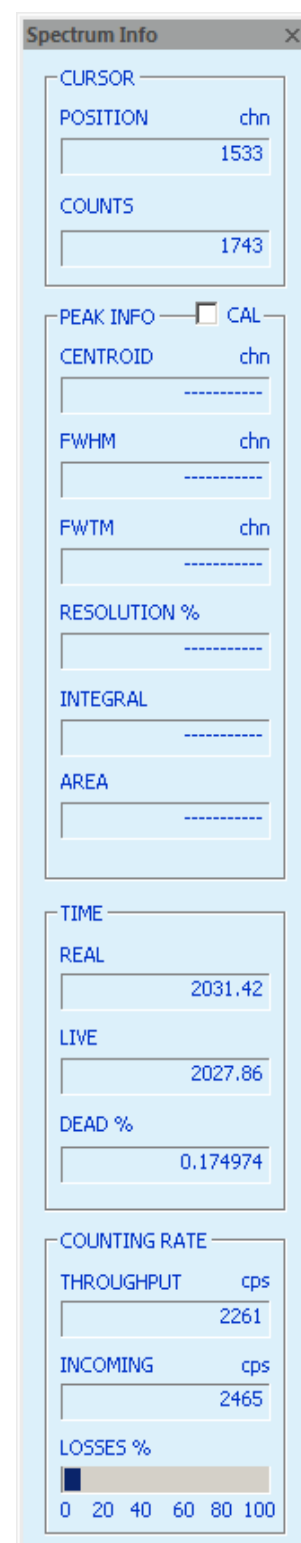 Spectrum Info
CURSOR
POSITION chn
1533
COUNTS
1743
PEAK INFO CAL
CENTROID chn
-----------
FWHM chn
-----------
FWTM chn
-----------
RESOLUTION %
-----------
INTEGRAL
-----------
AREA
-----------
TIME
REAL
2031.42
LIVE
2027.86
DEAD %
0.174974
COUNTING RATE
THROUGHPUT cps
2261
INCOMING cps
2465
LOSSES %
0 20 40 60 80 100